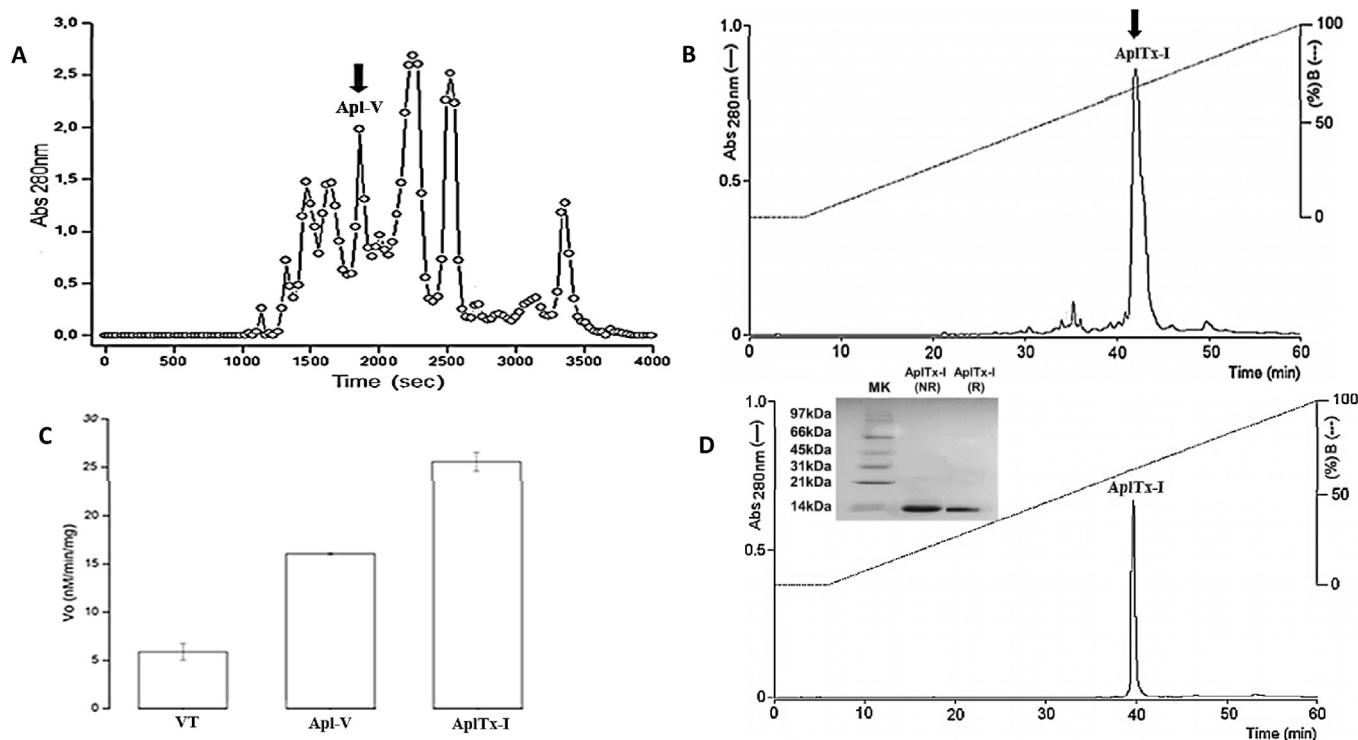 A
Abs 280nm
3,0
2,5
2,0
1,5
1,0
0,5
0,0
Apl-V
0 500 1000 1500 2000 2500 3000 3500 4000
Time (sec)
B
Abs 280nm (—)
1.0
0.5
0
AplTx-I
100
50
0
(%)B (---)
0 10 20 30 40 50 60
Time (min)
C
Vo (nM/min/mg)
30
25
20
15
10
5
0
VT Apl-V AplTx-I
D
Abs 280nm (—)
1.0
0.5
0
MK AplTx-I (NR) AplTx-I (R)
97kDa
66kDa
45kDa
31kDa
21kDa
14kDa
AplTx-I
100
50
0
(%)B (---)
0 10 20 30 40 50 60
Time (min)